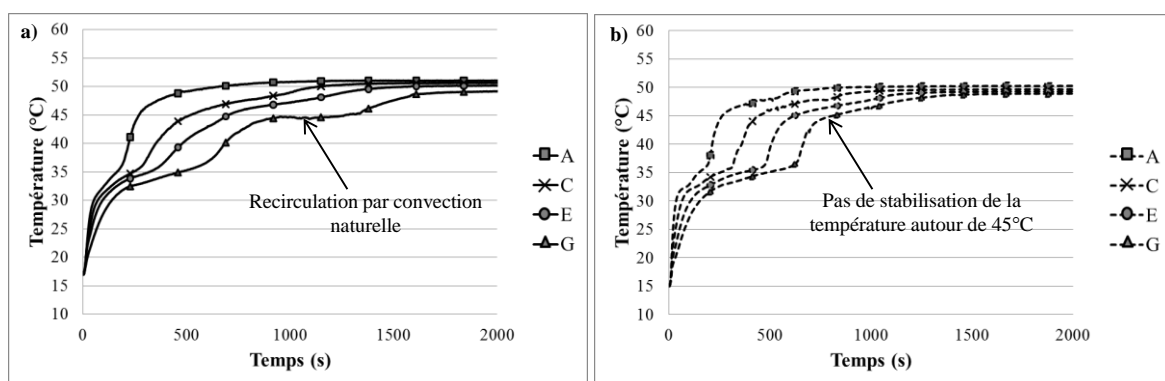 a)
60
55
50
45
40
35
30
25
20
15
10
Température (°C)
0
500
1000
1500
2000
Temps (s)
Recirculation par convection
naturelle
A
C
E
G
b)
60
55
50
45
40
35
30
25
20
15
10
Température (°C)
0
500
1000
1500
2000
Temps (s)
Pas de stabilisation de la
température autour de 45°C
A
C
E
G